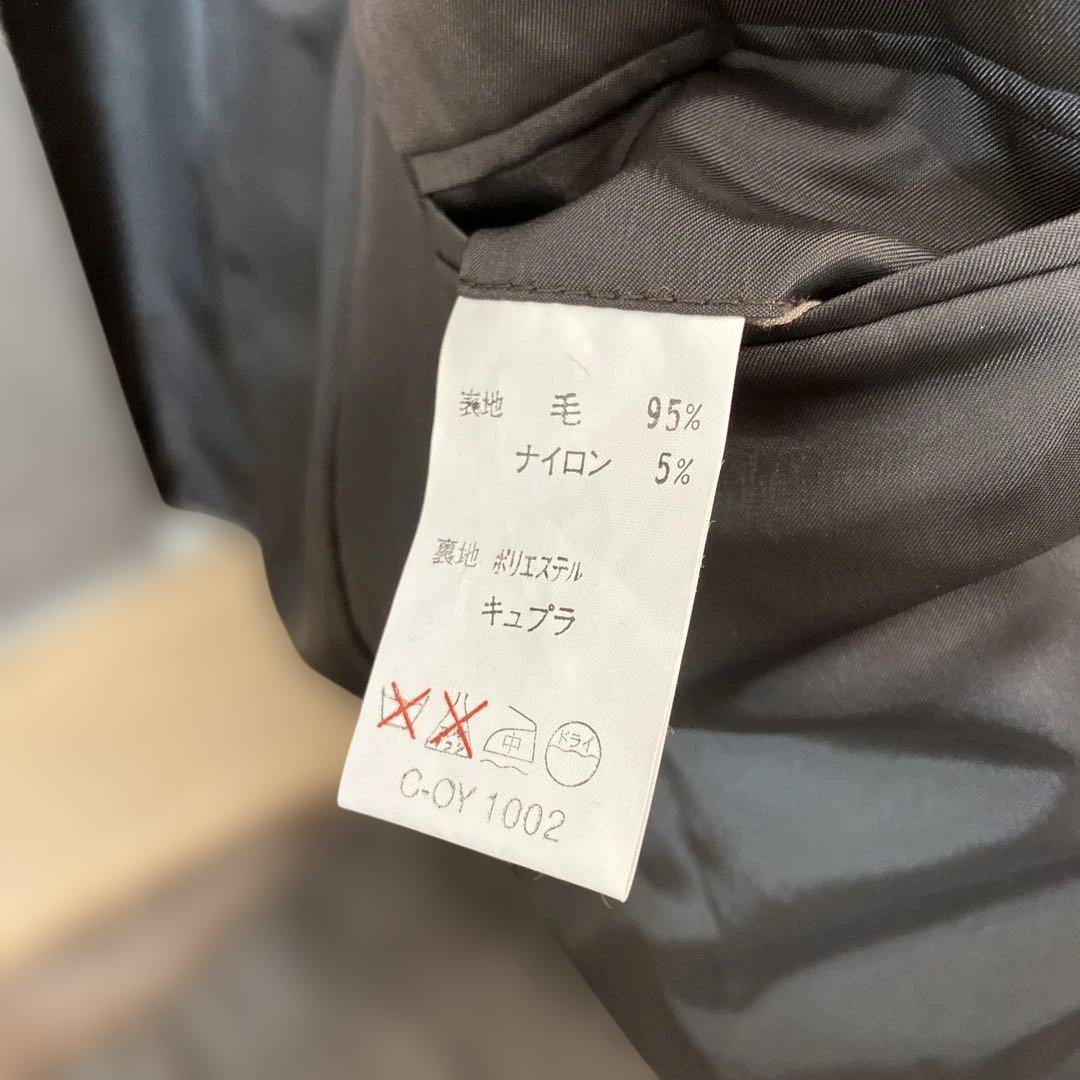 表地 毛 95%
ナイロン 5%
裏地 ポリエステル
キュプラ
中 ドライ
C-OY 1002